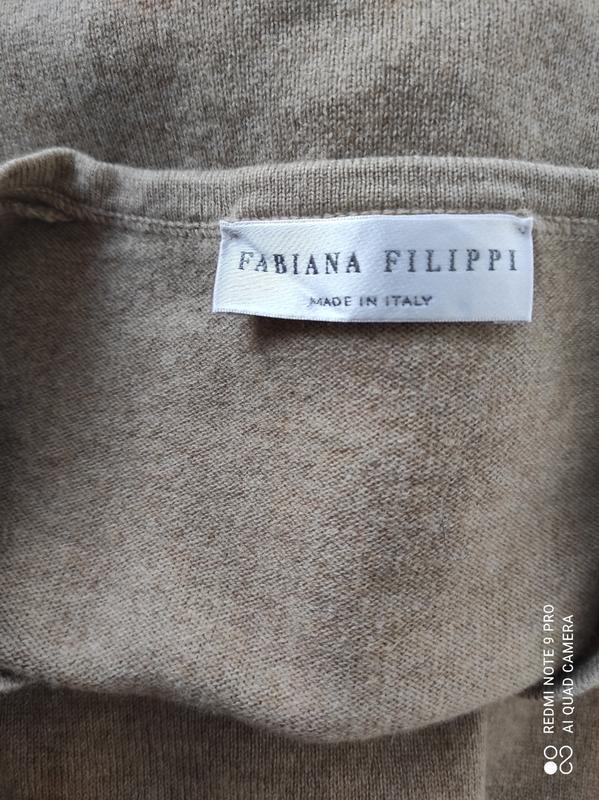 FABIANA FILIPPI
MADE IN ITALY
REDMI NOTE 9 PRO
AI QUAD CAMERA